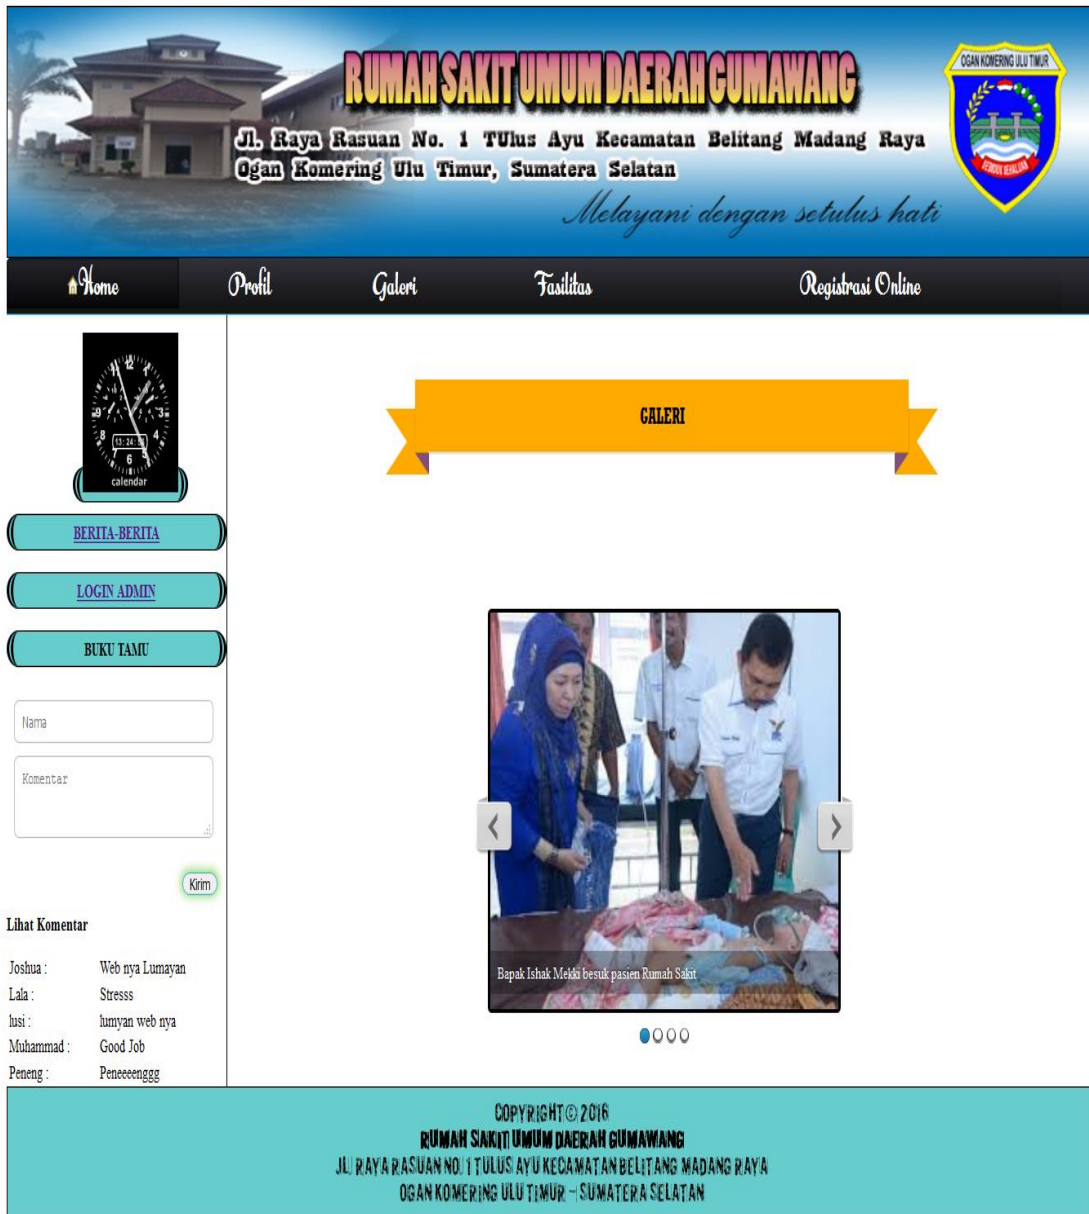 RUMAH SAKIT UMUM DAERAH GUMAWANG
Jl. Raya Rasuan No. 1 TUlus Ayu Kecamatan Belitang Madang Raya
Ogan Komering Ulu Timur, Sumatera Selatan
Melayani dengan setulus hati
OGAN KOMERING ULU TIMUR
SEBIDUK SEHALUAN
Home Profil Galeri Fasilitas Registrasi Online
calendar
BERITA-BERITA
LOGIN ADMIN
BUKU TAMU
Nama
Komentar
Kirim
Lihat Komentar
Joshua : Web nya Lumayan
Lala : Stresss
lusi : lumyan web nya
Muhammad : Good Job
Peneng : Peneeeenggg
GALERI
Bapak Ishak Mekki besuk pasien Rumah Sakit
COPYRIGHT © 2016
RUMAH SAKIT UMUM DAERAH GUMAWANG
JL. RAYA RASUAN NO. 1 TULUS AYU KECAMATAN BELITANG MADANG RAYA
OGAN KOMERING ULU TIMUR - SUMATERA SELATAN